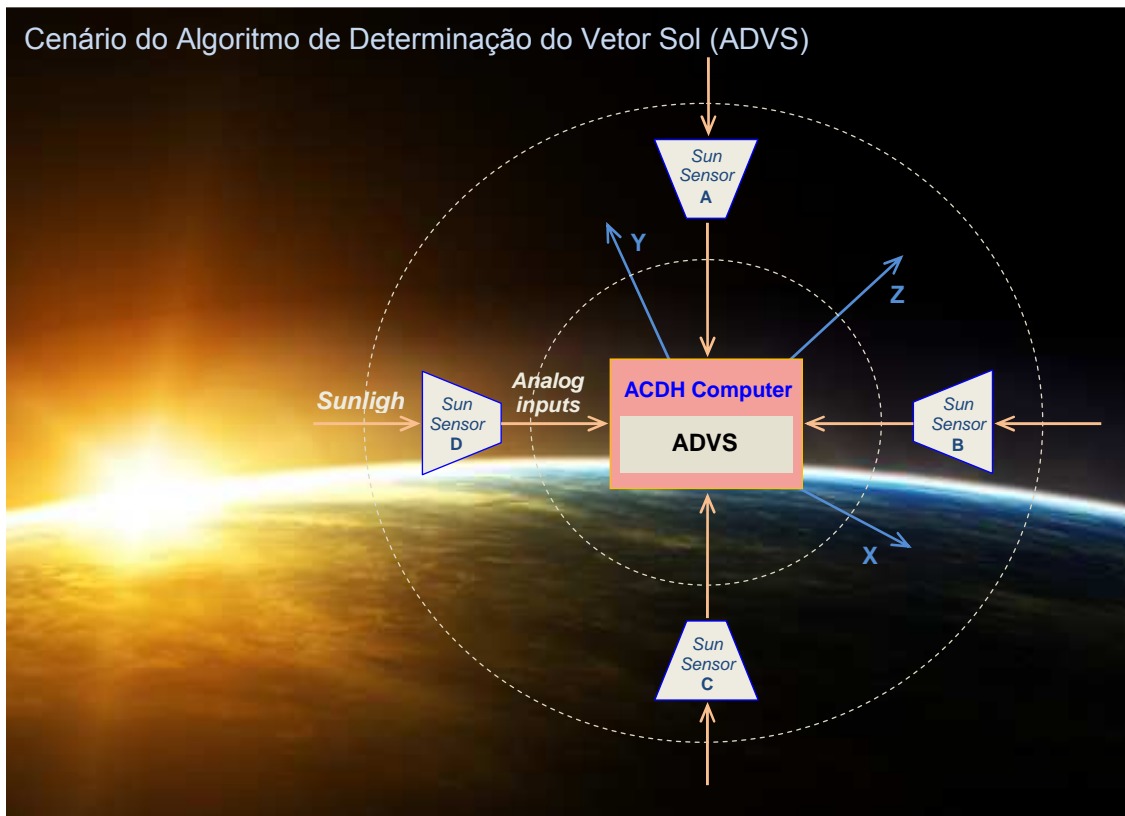 Cenário do Algoritmo de Determinação do Vetor Sol (ADVS)
Sun
Sensor
A
Y
Z
Analog
inputs
ACDH Computer
ADVS
Sunligh
Sun
Sensor
D
Sun
Sensor
B
X
Sun
Sensor
C